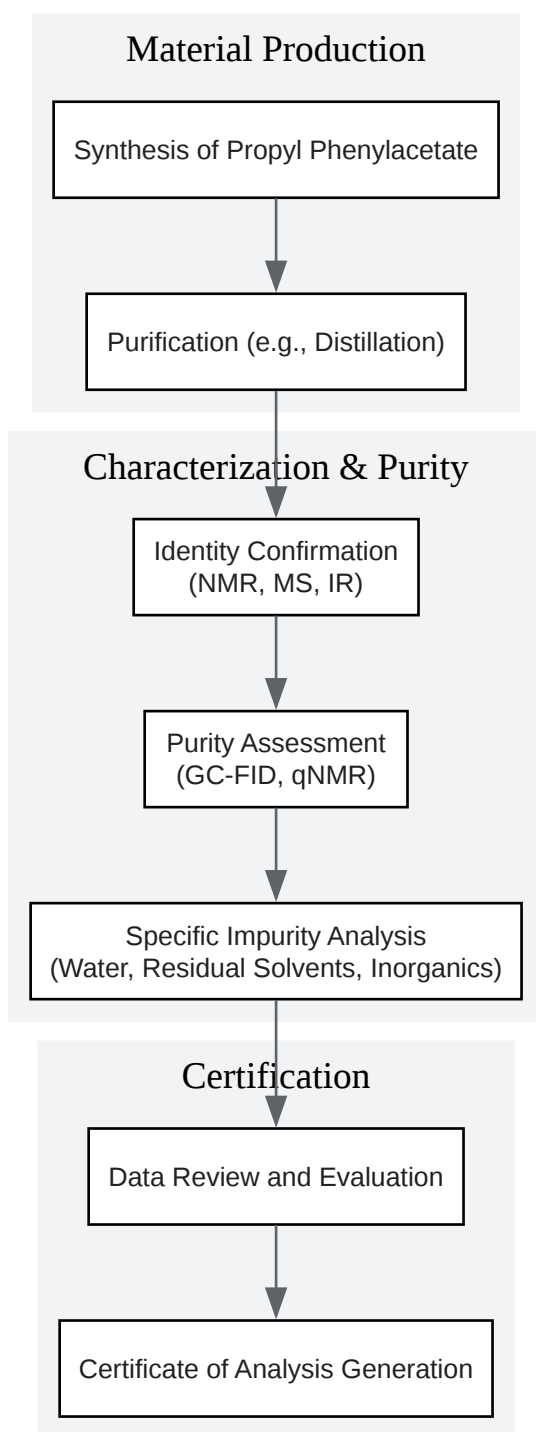 Material Production
Synthesis of Propyl Phenylacetate
Purification (e.g., Distillation)
Characterization & Purity
Identity Confirmation
(NMR, MS, IR)
Purity Assessment
(GC-FID, qNMR)
Specific Impurity Analysis
(Water, Residual Solvents, Inorganics)
Certification
Data Review and Evaluation
Certificate of Analysis Generation